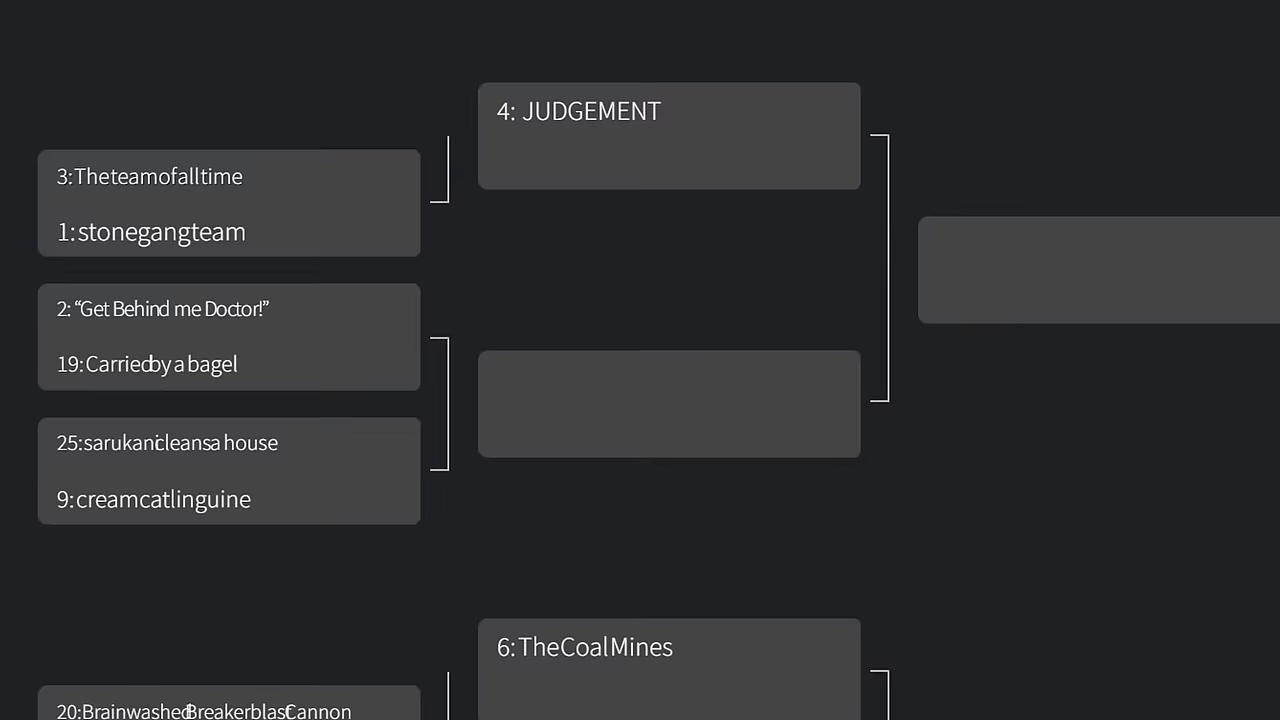 4: JUDGEMENT
3:Theteamofalltime
1:stonegangteam
2: “Get Behind me Doctor!”
19:Carriedby a bagel
25:sarukanicleansa house
9:creamcatlinguine
6:TheCoalMines
20:BrainwashedBreakerblastCannon